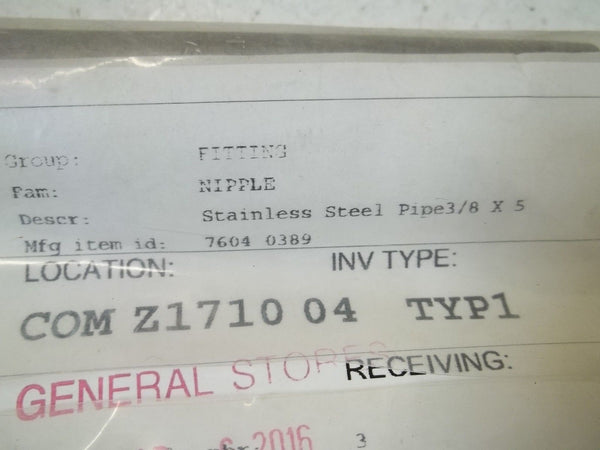 Group: FITTING
Fam: NIPPLE
Descr: Stainless Steel Pipe3/8 X 5
Mfg item id: 7604 0389
LOCATION: INV TYPE:
COM Z1710 04 TYP1
GENERAL STORES RECEIVING:
2016 3